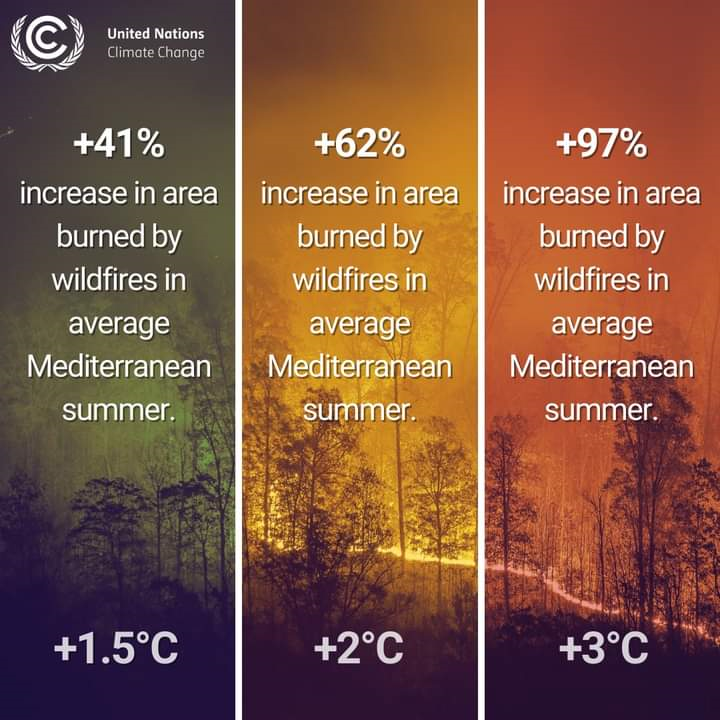 United Nations
Climate Change
+41%
increase in area
burned by
wildfires in
average
Mediterranean
summer.
+1.5°C
+62%
increase in area
burned by
wildfires in
average
Mediterranean
summer.
+2°C
+97%
increase in area
burned by
wildfires in
average
Mediterranean
summer.
+3°C